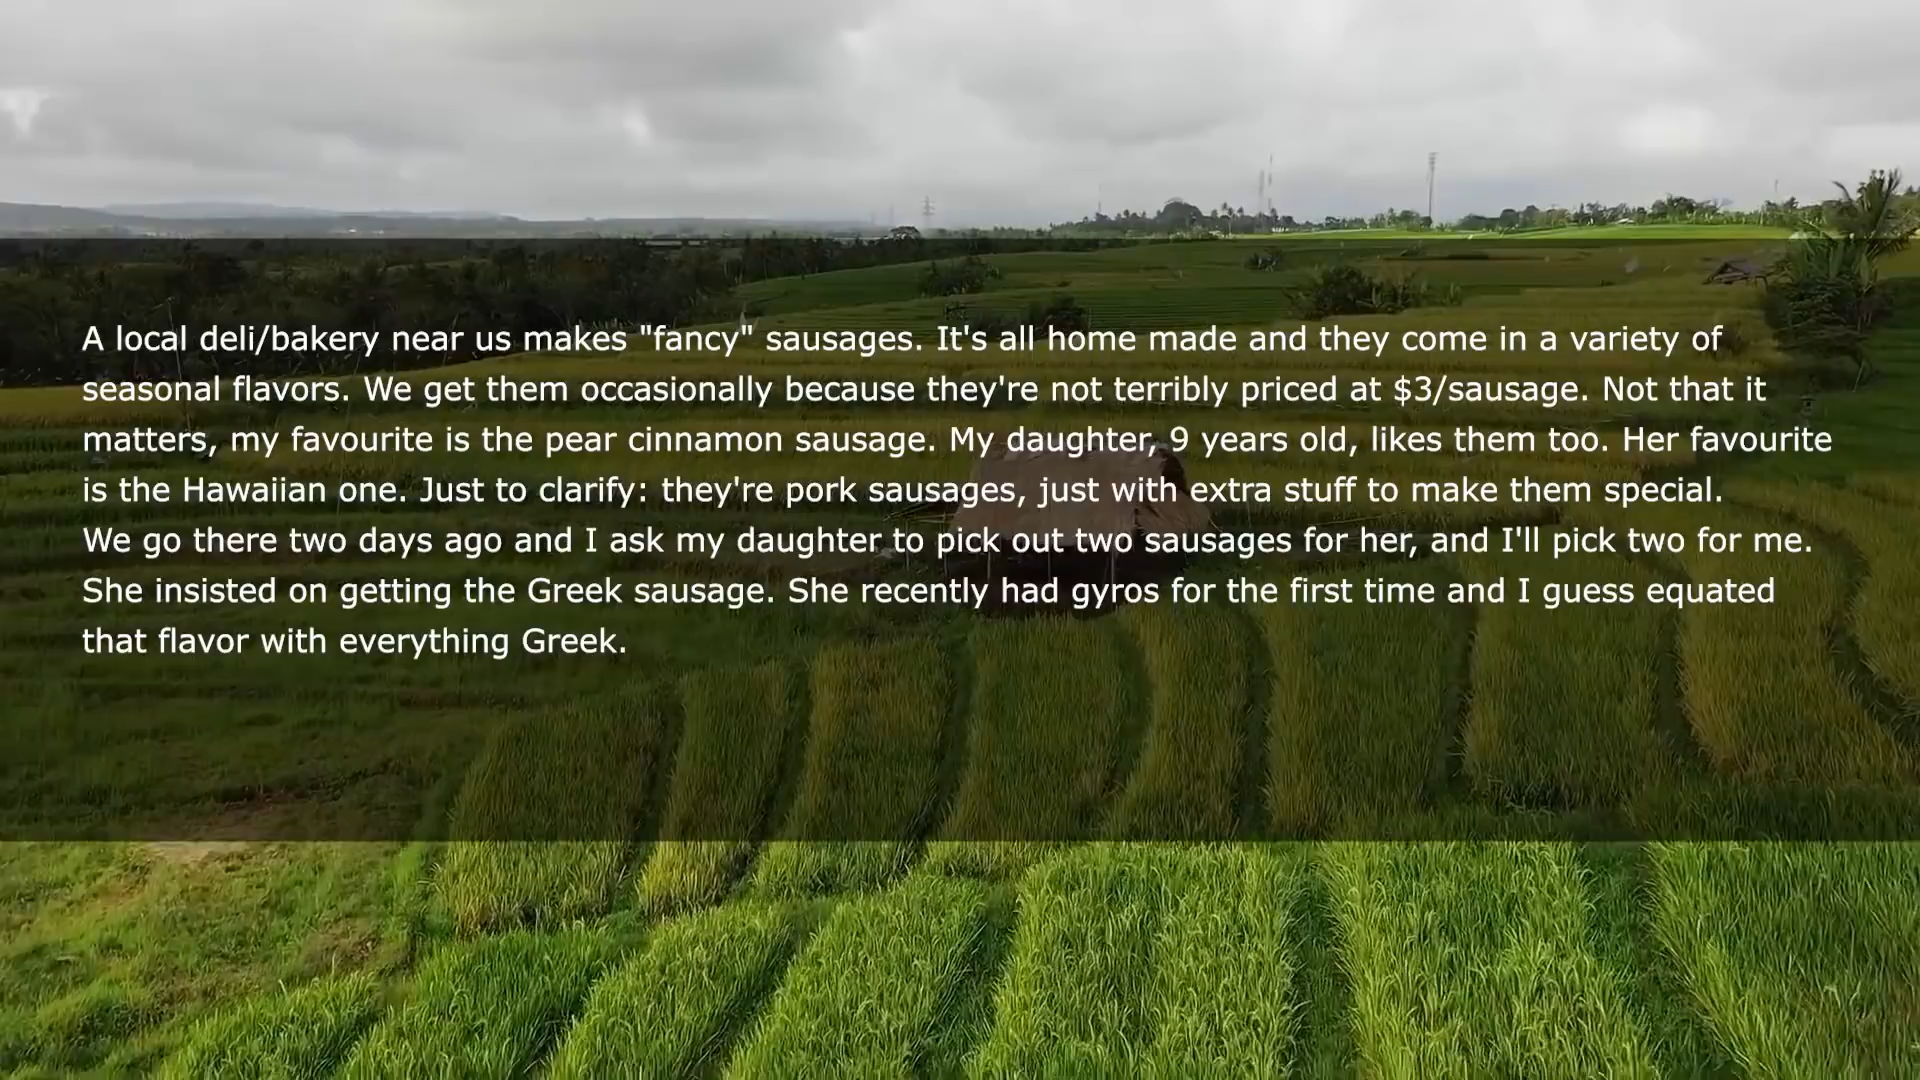 A local deli/bakery near us makes "fancy" sausages. It's all home made and they come in a variety of
seasonal flavors. We get them occasionally because they're not terribly priced at $3/sausage. Not that it
matters, my favourite is the pear cinnamon sausage. My daughter, 9 years old, likes them too. Her favourite
is the Hawaiian one. Just to clarify: they're pork sausages, just with extra stuff to make them special.
We go there two days ago and I ask my daughter to pick out two sausages for her, and I'll pick two for me.
She insisted on getting the Greek sausage. She recently had gyros for the first time and I guess equated
that flavor with everything Greek.